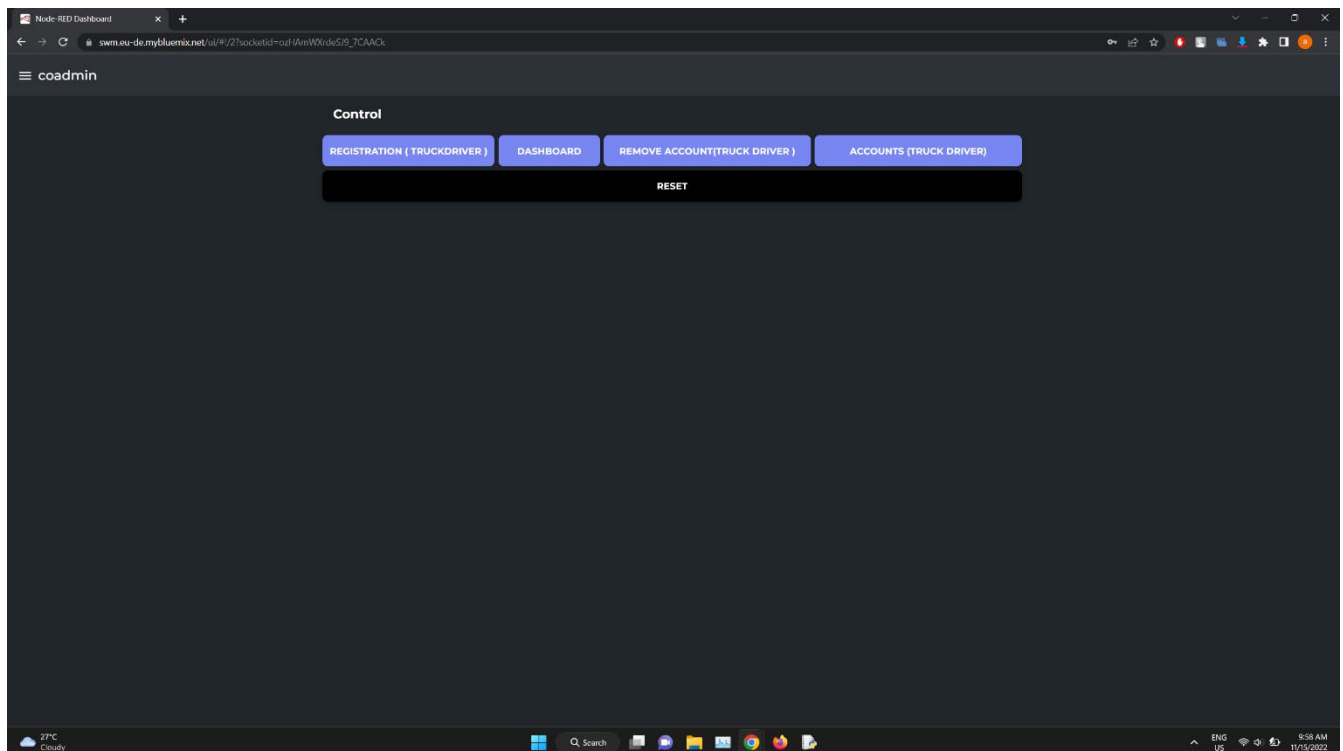 Node-RED Dashboard
swm.eu-de.mybluemix.net/ui/#!/2?socketid=ozHAmWXrdeSJ9_7CAACk
coadmin
Control
REGISTRATION ( TRUCKDRIVER ) DASHBOARD REMOVE ACCOUNT(TRUCK DRIVER ) ACCOUNTS (TRUCK DRIVER)
RESET
27°C
Cloudy
Search
ENG
US
9:58 AM
11/15/2022